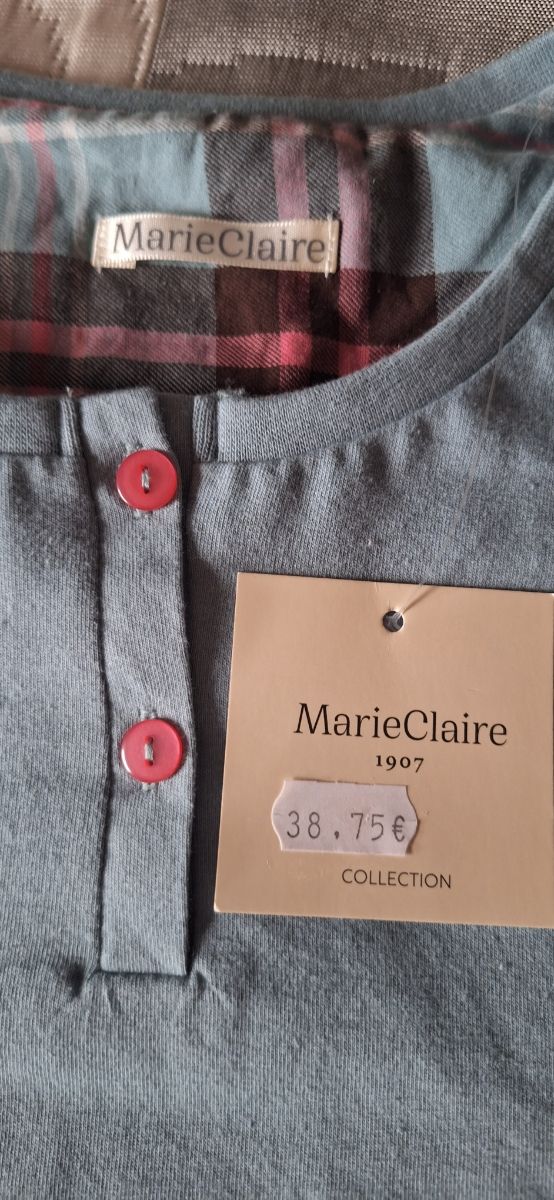 MarieClaire
MarieClaire
1907
38,75€
COLLECTION